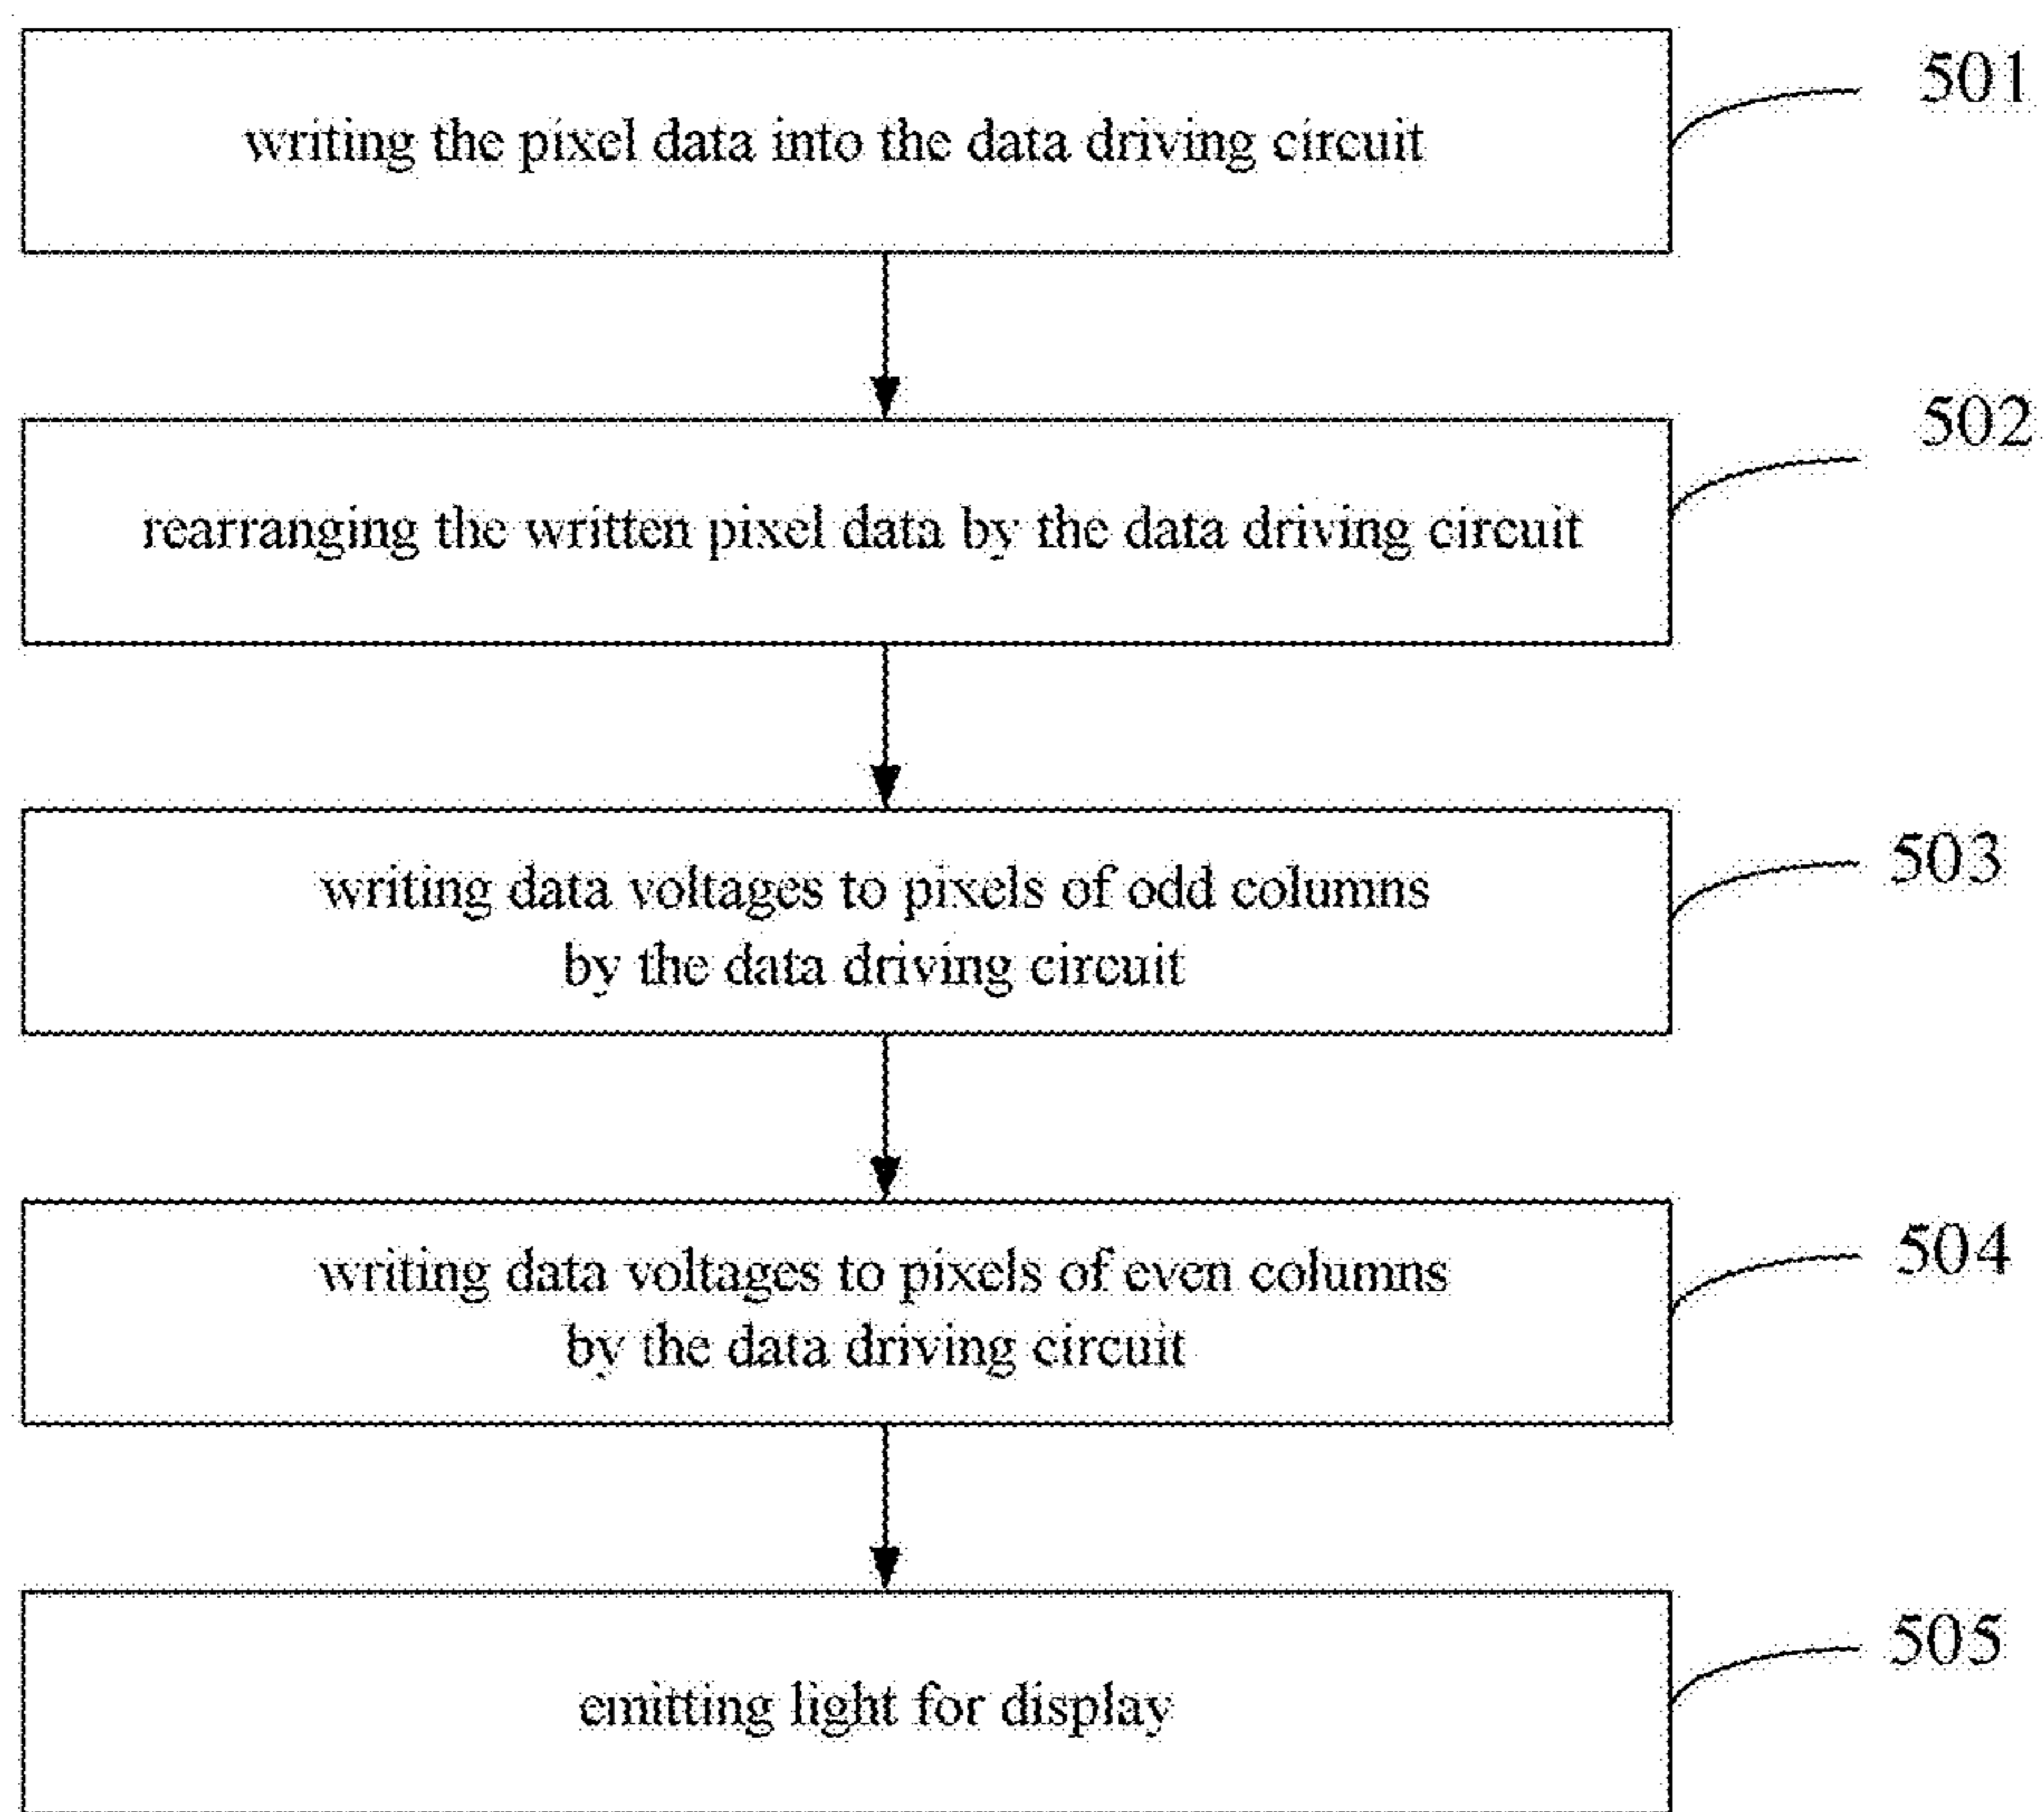 writing the pixel data into the data driving circuit
501
rearranging the written pixel data by the data driving circuit
502
writing data voltages to pixels of odd columns
by the data driving circuit
503
writing data voltages to pixels of even columns
by the data driving circuit
504
emitting light for display
505